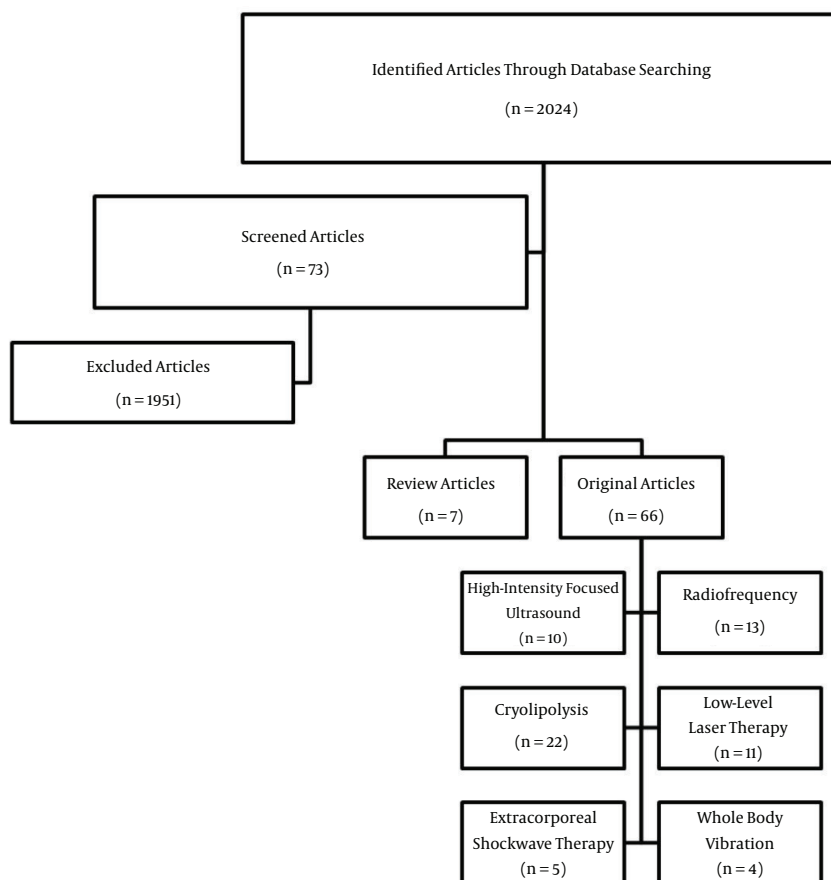 Identified Articles Through Database Searching
(n = 2024)
Screened Articles
(n = 73)
Excluded Articles
(n = 1951)
Review Articles
(n = 7)
Original Articles
(n = 66)
High-Intensity Focused
Ultrasound
(n = 10)
Radiofrequency
(n = 13)
Cryolipolysis
(n = 22)
Low-Level
Laser Therapy
(n = 11)
Extracorporeal
Shockwave Therapy
(n = 5)
Whole Body
Vibration
(n = 4)